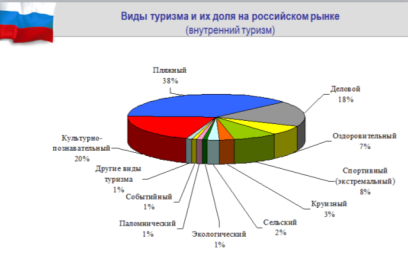 Виды туризма и их доля на российском рынке
(внутренний туризм)
Пляжный
38%
Деловой
18%
Оздоровительный
7%
Спортивный
(экстремальный)
8%
Круизный
3%
Сельский
2%
Экологический
1%
Паломнический
1%
Событийный
1%
Другие виды
туризма
1%
Культурно-
познавательный
20%